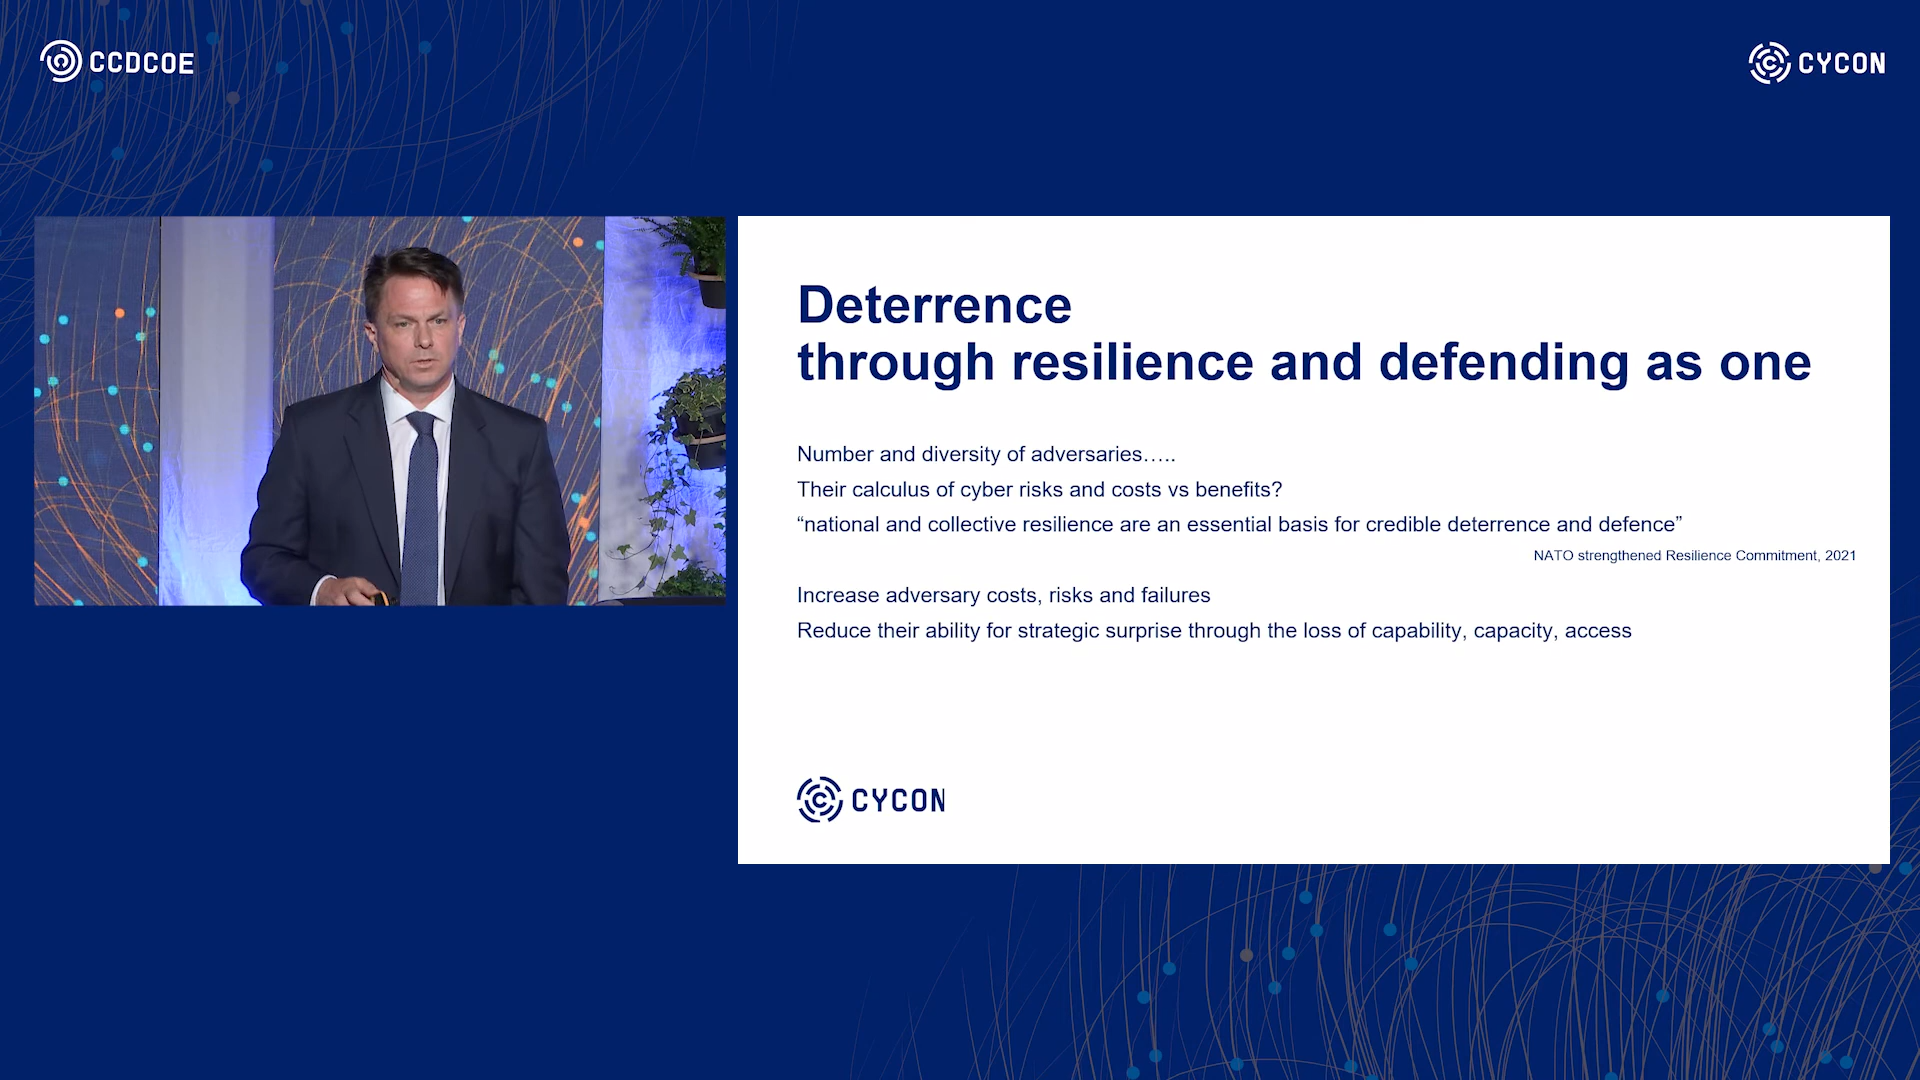 CCDCOE
CYCON
Deterrence
through resilience and defending as one
Number and diversity of adversaries…..
Their calculus of cyber risks and costs vs benefits?
“national and collective resilience are an essential basis for credible deterrence and defence”
NATO strengthened Resilience Commitment, 2021
Increase adversary costs, risks and failures
Reduce their ability for strategic surprise through the loss of capability, capacity, access
CYCON